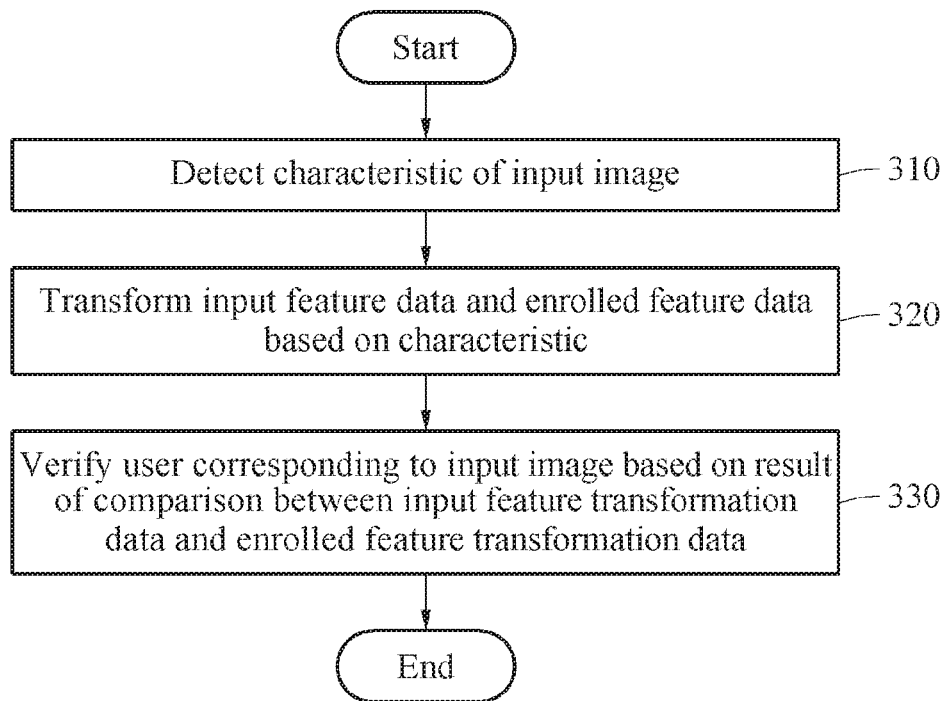 Start
Detect characteristic of input image
310
Transform input feature data and enrolled feature data
based on characteristic
320
Verify user corresponding to input image based on result
of comparison between input feature transformation
data and enrolled feature transformation data
330
End